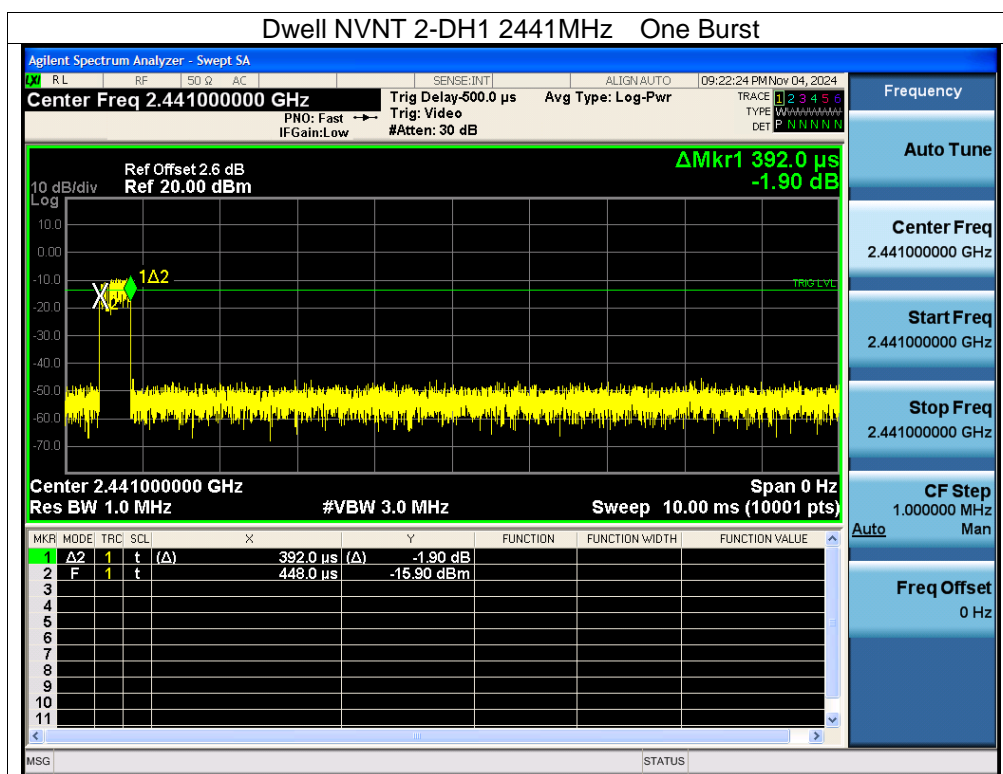 Dwell NVNT 2-DH1 2441MHz One Burst
Agilent Spectrum Analyzer - Swept SA
LXI RL RF 50 Ω AC SENSE:INT ALIGN AUTO 09:22:24 PM Nov 04, 2024
Center Freq 2.441000000 GHz Trig Delay-500.0 µs Avg Type: Log-Pwr TRACE 1 2 3 4 5 6
PNO: Fast Trig: Video TYPE WWWWWW
IFGain:Low #Atten: 30 dB DET P N N N N N
Frequency
Auto Tune
Center Freq
2.441000000 GHz
Start Freq
2.441000000 GHz
Stop Freq
2.441000000 GHz
CF Step
1.000000 MHz
Auto Man
Freq Offset
0 Hz
ΔMkr1 392.0 µs
-1.90 dB
Ref Offset 2.6 dB
10 dB/div Ref 20.00 dBm
Log
10.0
0.00
-10.0
-20.0
-30.0
-40.0
-50.0
-60.0
-70.0
1Δ2
2
TRIG LVL
Center 2.441000000 GHz Span 0 Hz
Res BW 1.0 MHz #VBW 3.0 MHz Sweep 10.00 ms (10001 pts)
MKR MODE TRC SCL X Y FUNCTION FUNCTION WIDTH FUNCTION VALUE
1 Δ2 1 t (Δ) 392.0 µs (Δ) -1.90 dB
2 F 1 t 448.0 µs -15.90 dBm
3
4
5
6
7
8
9
10
11
MSG STATUS